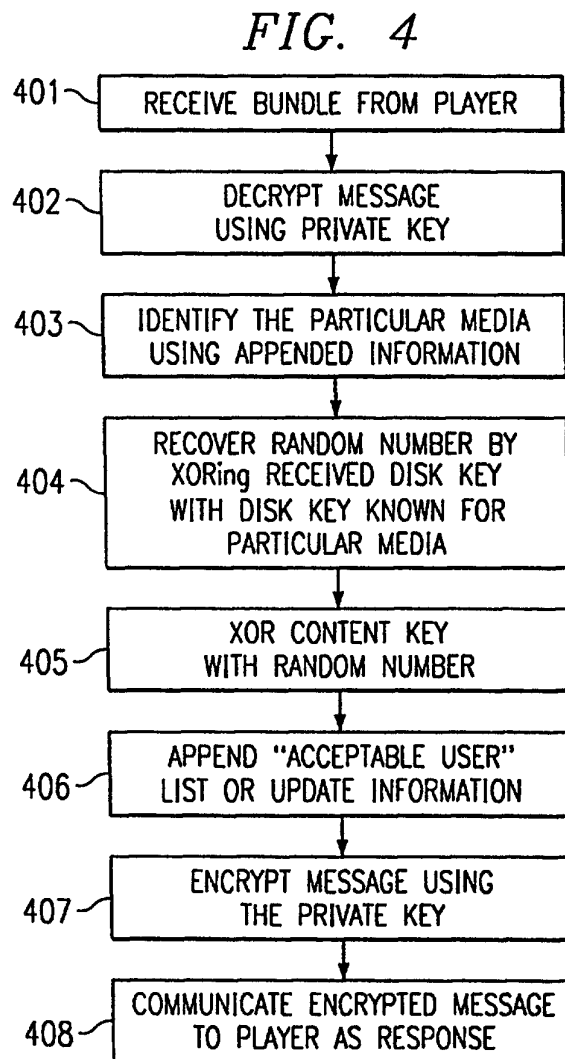 FIG. 4
401
RECEIVE BUNDLE FROM PLAYER
402
DECRYPT MESSAGE
USING PRIVATE KEY
403
IDENTIFY THE PARTICULAR MEDIA
USING APPENDED INFORMATION
404
RECOVER RANDOM NUMBER BY
XORing RECEIVED DISK KEY
WITH DISK KEY KNOWN FOR
PARTICULAR MEDIA
405
XOR CONTENT KEY
WITH RANDOM NUMBER
406
APPEND "ACCEPTABLE USER"
LIST OR UPDATE INFORMATION
407
ENCRYPT MESSAGE USING
THE PRIVATE KEY
408
COMMUNICATE ENCRYPTED MESSAGE
TO PLAYER AS RESPONSE